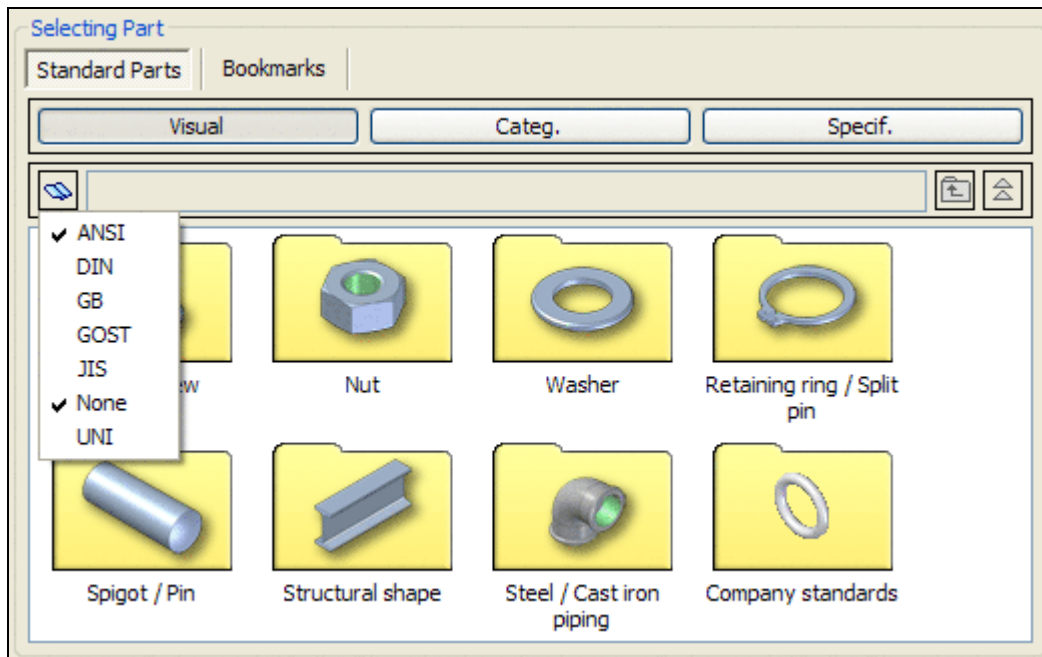 Selecting Part
Standard Parts Bookmarks
Visual Categ. Specif.
ANSI
DIN
GB
GOST
JIS
None
UNI
Nut Washer Retaining ring / Split
pin
Spigot / Pin Structural shape Steel / Cast iron Company standards
piping